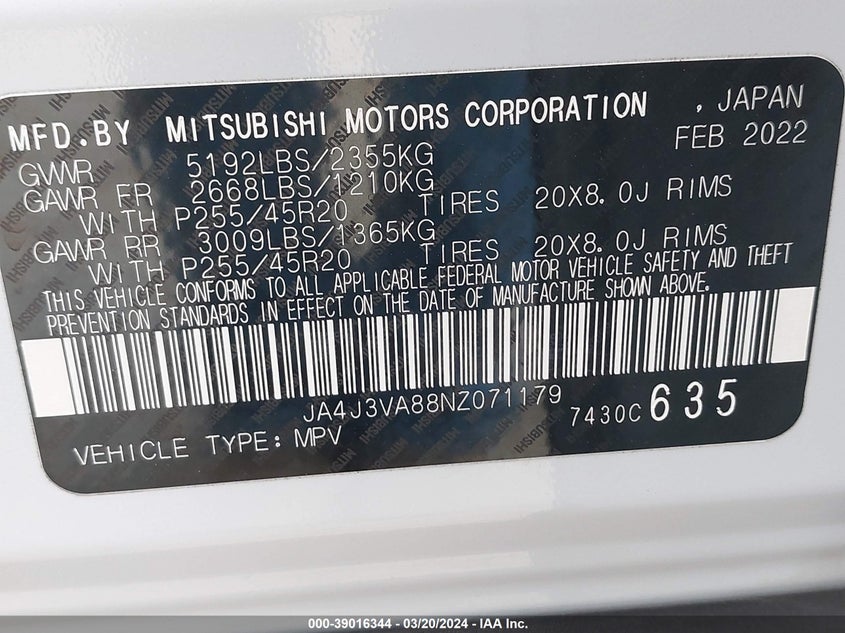 MFD.BY MITSUBISHI MOTORS CORPORATION , JAPAN
FEB 2022
GVWR 5192LBS/2355KG
GAWR FR 2668LBS/1210KG
WITH P255/45R20 TIRES 20X8.0J RIMS
GAWR RR 3009LBS/1365KG
WITH P255/45R20 TIRES 20X8.0J RIMS
THIS VEHICLE CONFORMS TO ALL APPLICABLE FEDERAL MOTOR VEHICLE SAFETY AND THEFT
PREVENTION STANDARDS IN EFFECT ON THE DATE OF MANUFACTURE SHOWN ABOVE.
JA4J3VA88NZ071179
7430C 635
VEHICLE TYPE: MPV
000-39016344 - 03/20/2024 - IAA Inc.